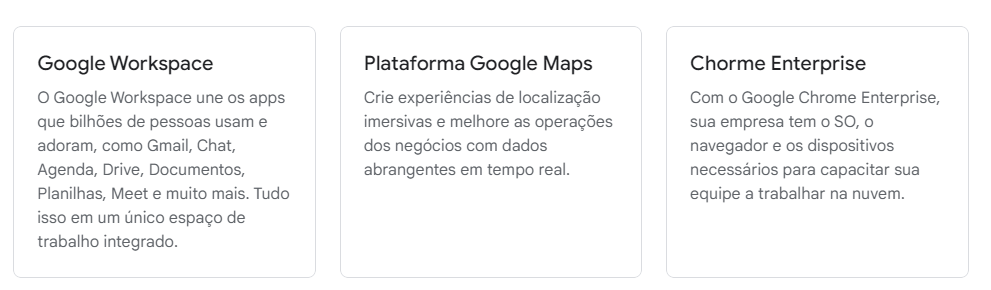 Google Workspace
O Google Workspace une os apps
que bilhões de pessoas usam e
adoram, como Gmail, Chat,
Agenda, Drive, Documentos,
Planilhas, Meet e muito mais. Tudo
isso em um único espaço de
trabalho integrado.
Plataforma Google Maps
Crie experiências de localização
imersivas e melhore as operações
dos negócios com dados
abrangentes em tempo real.
Chorme Enterprise
Com o Google Chrome Enterprise,
sua empresa tem o SO, o
navegador e os dispositivos
necessários para capacitar sua
equipe a trabalhar na nuvem.